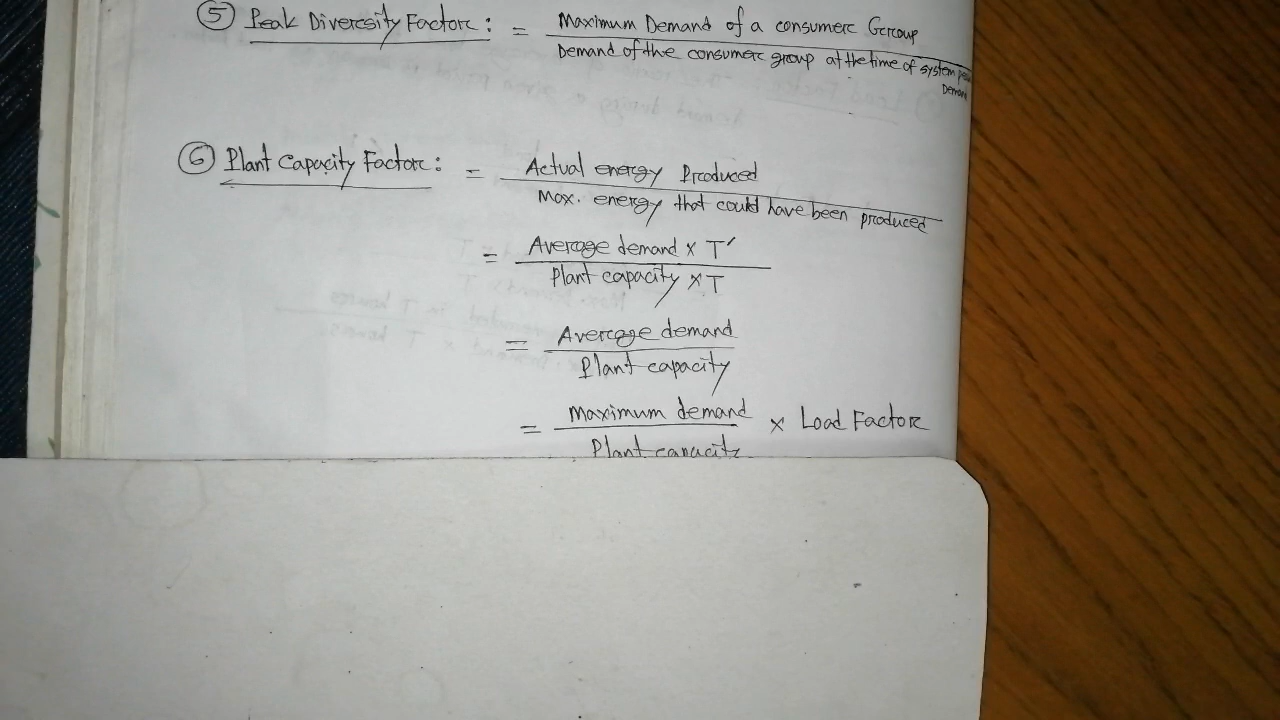 ⑤ Peak Diversity Factor : = Maximum Demand of a consumer Group
Demand of the consumer group at the time of system peak
Demand
⑥ Plant Capacity Factor : = Actual energy Produced
Max. energy that could have been produced
= Average demand × T'
Plant capacity × T
= Average demand
Plant capacity
= Maximum demand × Load Factor
Plant capacity